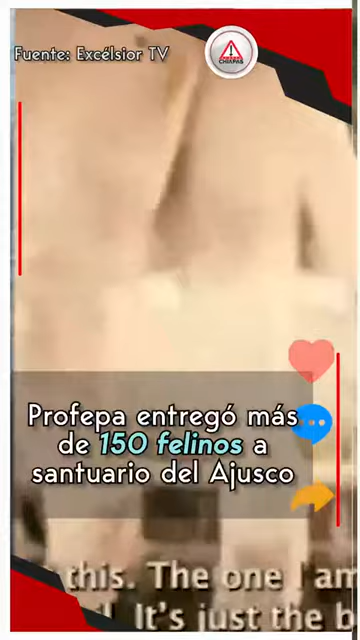 Fuente: Excélsior TV
CHIAPAS
Profepa entregó más
de 150 felinos a
santuario del Ajusco
this. The one I am
It's just the b